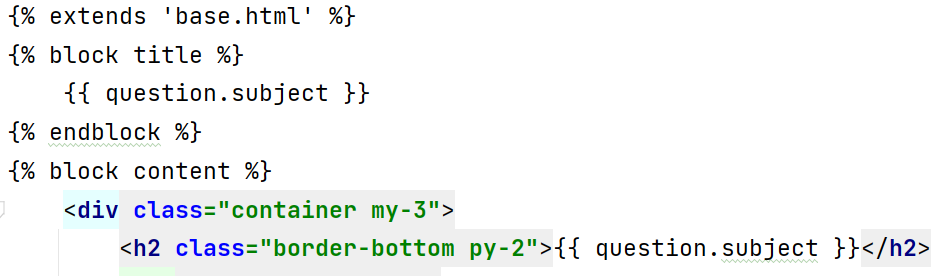 {% extends 'base.html' %}
{% block title %}
    {{ question.subject }}
{% endblock %}
{% block content %}
    <div class="container my-3">
        <h2 class="border-bottom py-2">{{ question.subject }}</h2>